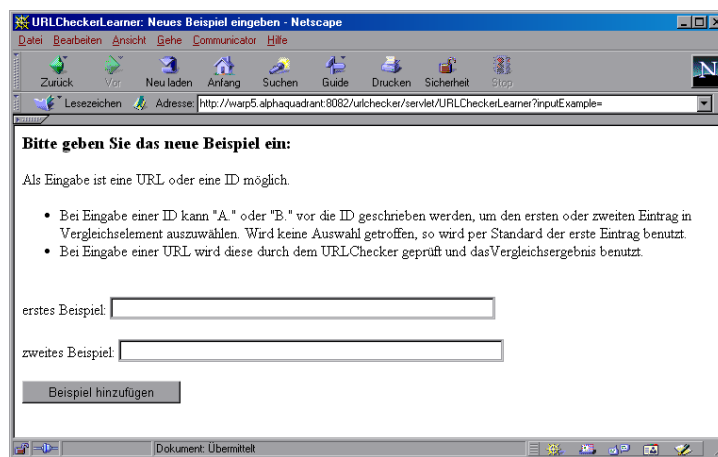 URLCheckerLearner: Neues Beispiel eingeben - Netscape
Datei Bearbeiten Ansicht Gehe Communicator Hilfe
Zurück Vor Neu laden Anfang Suchen Guide Drucken Sicherheit Stop
Lesezeichen Adresse: http://warp5.alphaquadrant:8082/urlchecker/servlet/URLCheckerLearner?inputExample=
Bitte geben Sie das neue Beispiel ein:
Als Eingabe ist eine URL oder eine ID möglich.
• Bei Eingabe einer ID kann "A." oder "B." vor die ID geschrieben werden, um den ersten oder zweiten Eintrag in
Vergleichselement auszuwählen. Wird keine Auswahl getroffen, so wird per Standard der erste Eintrag benutzt.
• Bei Eingabe einer URL wird diese durch dem URLChecker geprüft und dasVergleichsergebnis benutzt.
erstes Beispiel:
zweites Beispiel:
Beispiel hinzufügen
Dokument: Übermittelt